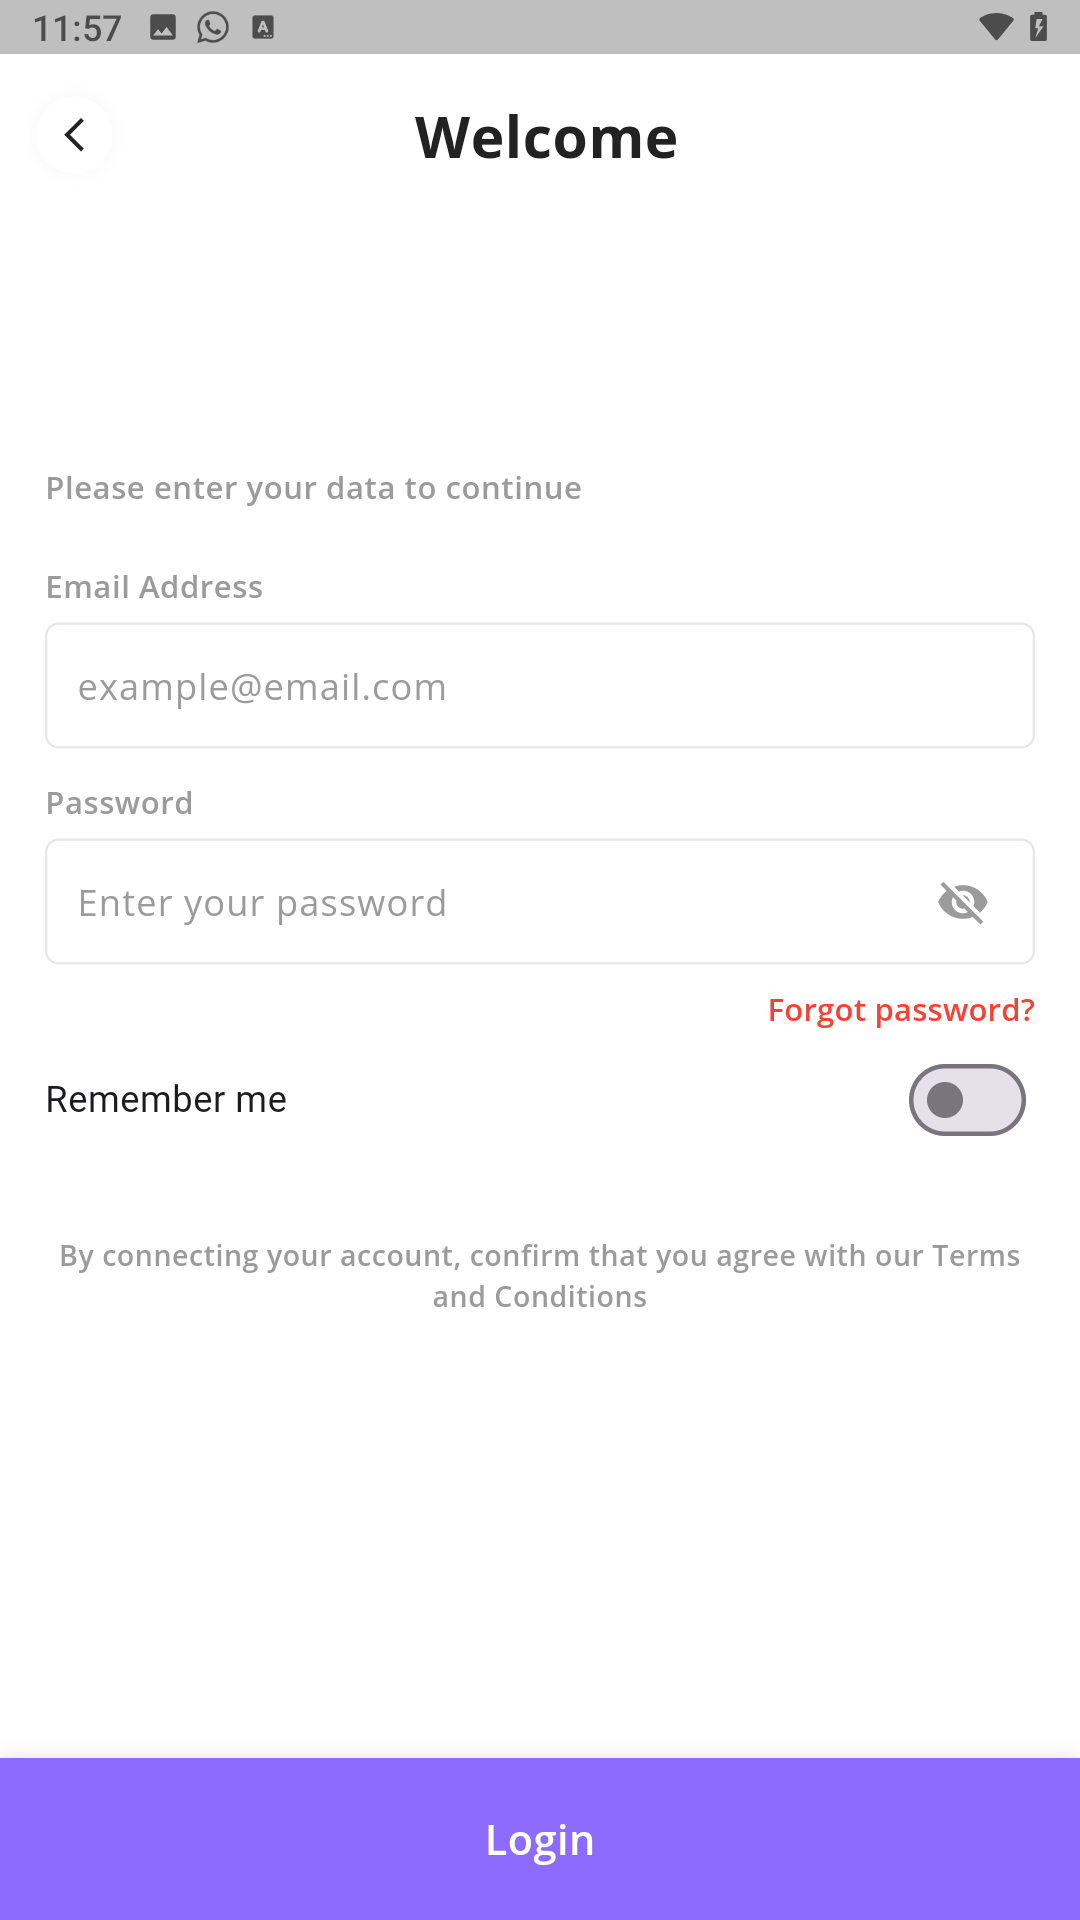 11:57
Welcome
Please enter your data to continue
Email Address
example@email.com
Password
Enter your password
Forgot password?
Remember me
By connecting your account, confirm that you agree with our Terms
and Conditions
Login